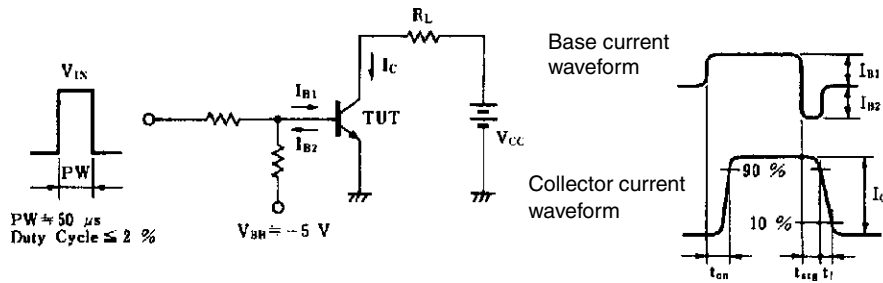 V_IN
PW
PW ≒ 50 μs
Duty Cycle ≦ 2 %
I_B1
I_B2
V_BB ≒ −5 V
TUT
I_C
R_L
V_CC
Base current
waveform
I_B1
I_B2
Collector current
waveform
90 %
10 %
I_C
t_on
t_stg
t_f